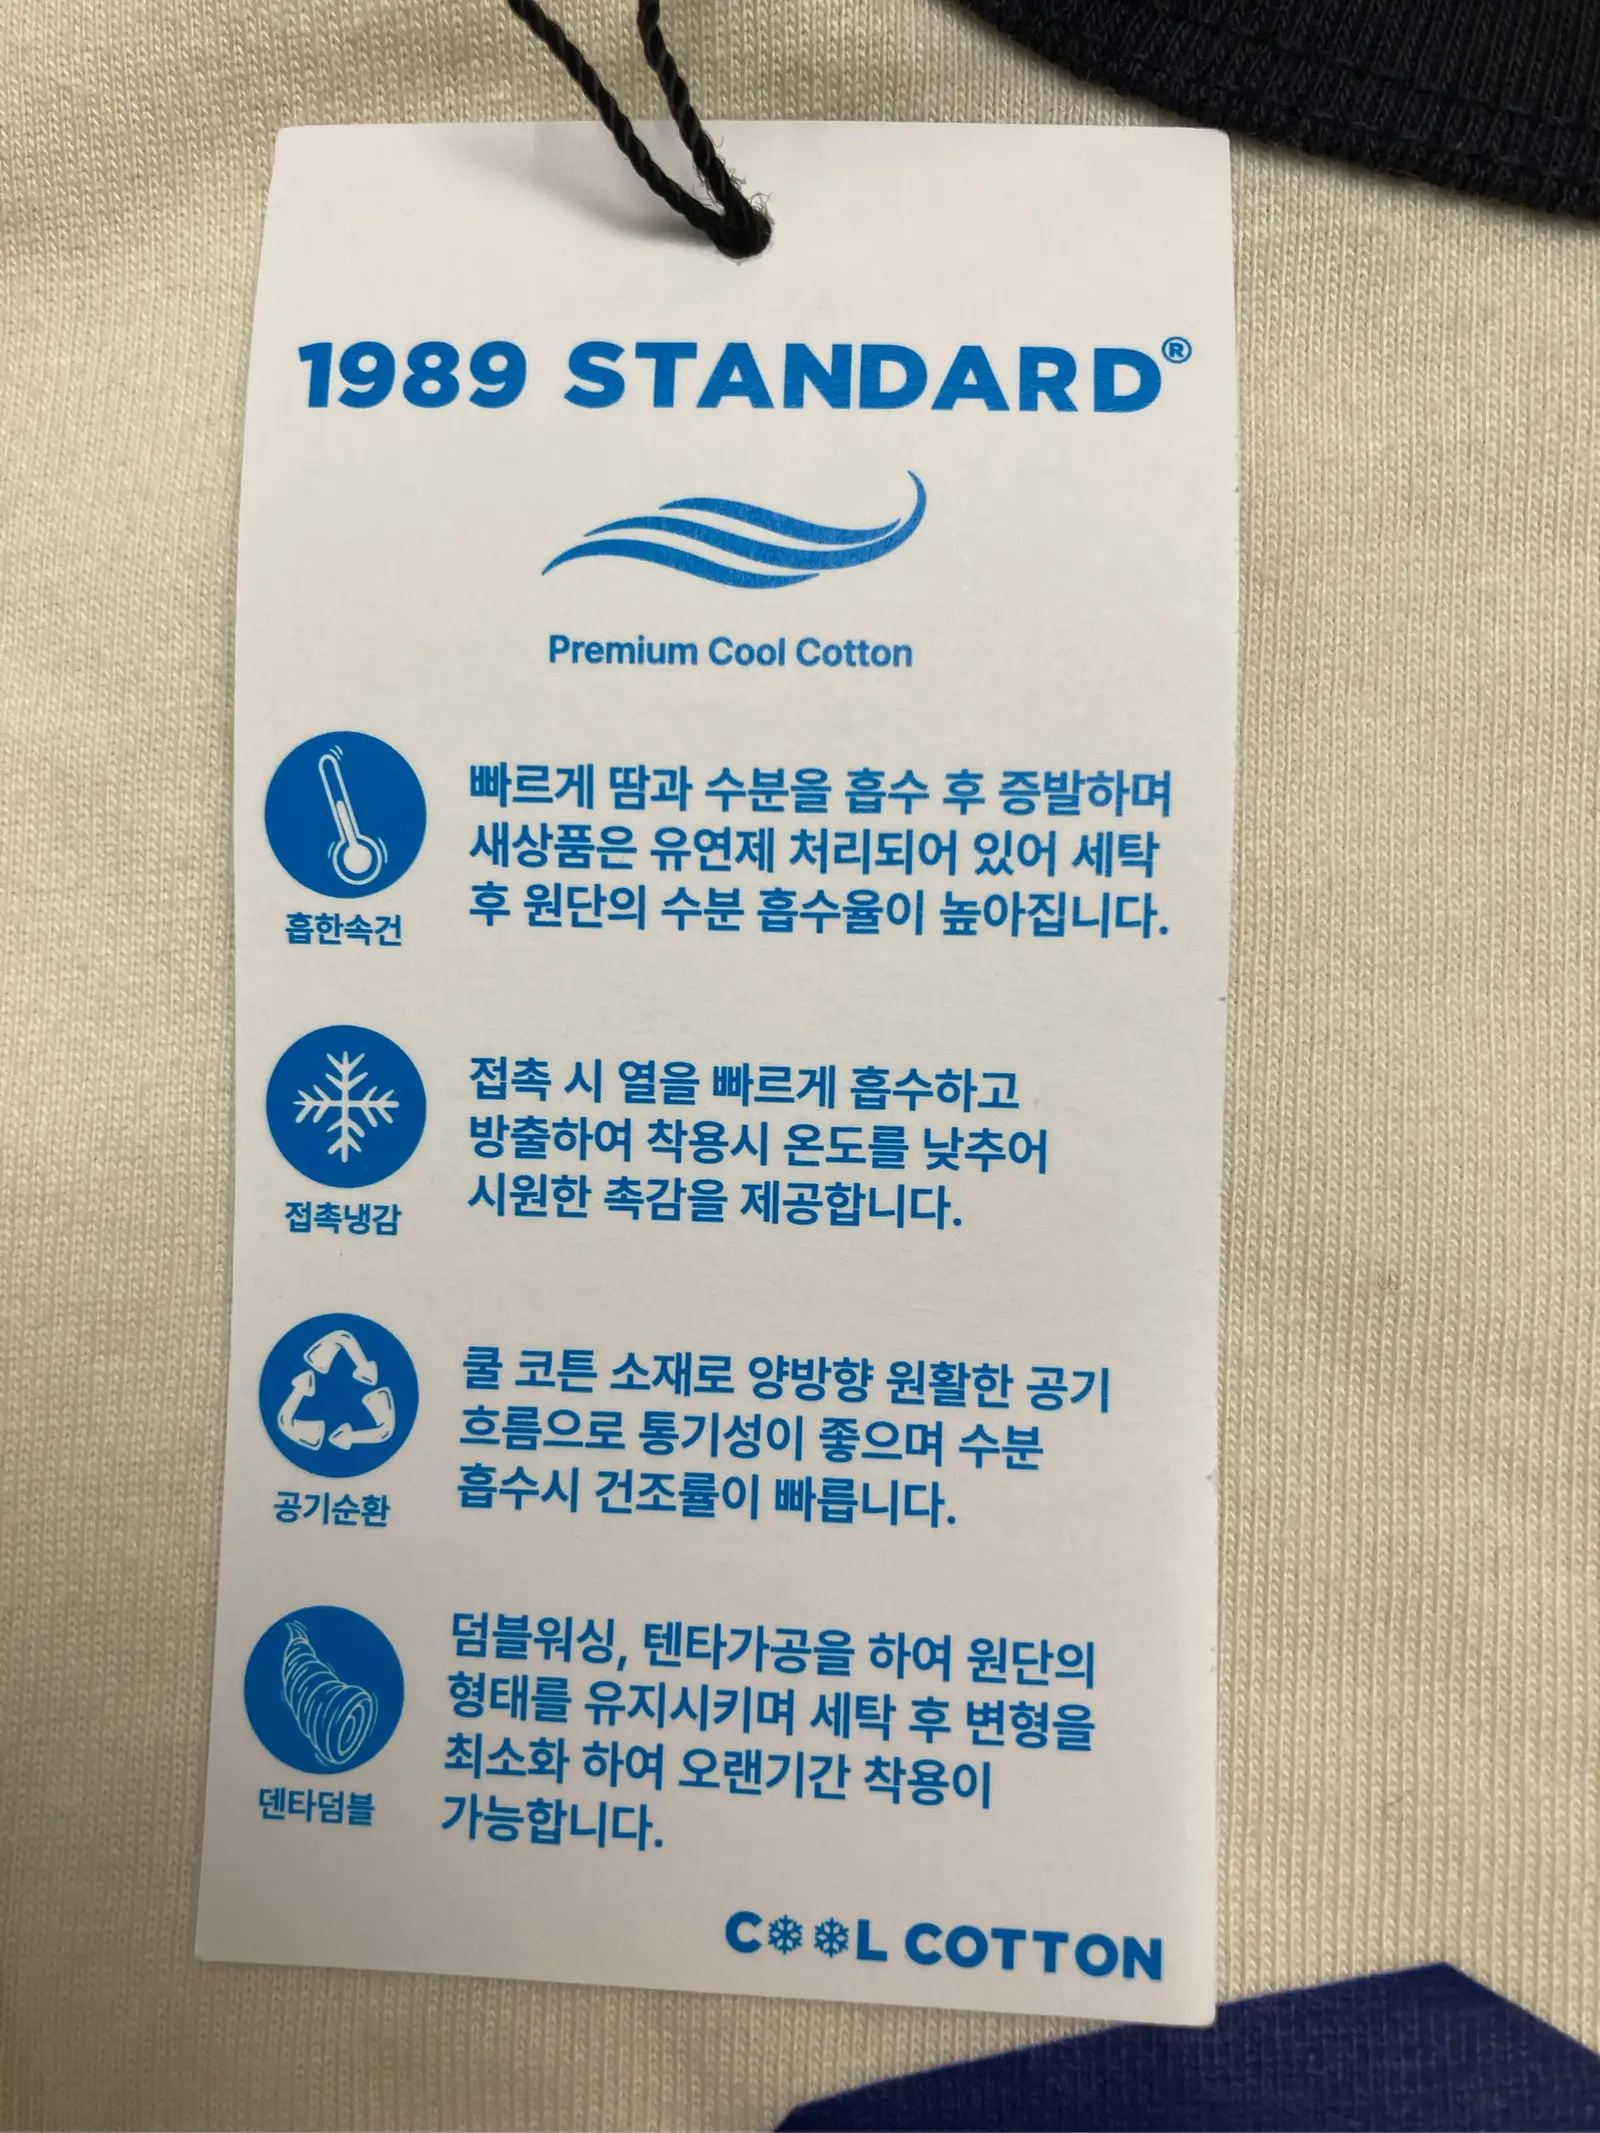 1989 STANDARD®
Premium Cool Cotton
빠르게 땀과 수분을 흡수 후 증발하며
새상품은 유연제 처리되어 있어 세탁
후 원단의 수분 흡수율이 높아집니다.
흡한속건
접촉 시 열을 빠르게 흡수하고
방출하여 착용시 온도를 낮추어
시원한 촉감을 제공합니다.
접촉냉감
쿨 코튼 소재로 양방향 원활한 공기
흐름으로 통기성이 좋으며 수분
흡수시 건조률이 빠릅니다.
공기순환
덤블워싱, 텐타가공을 하여 원단의
형태를 유지시키며 세탁 후 변형을
최소화 하여 오랜기간 착용이
가능합니다.
덴타덤블
COOL COTTON